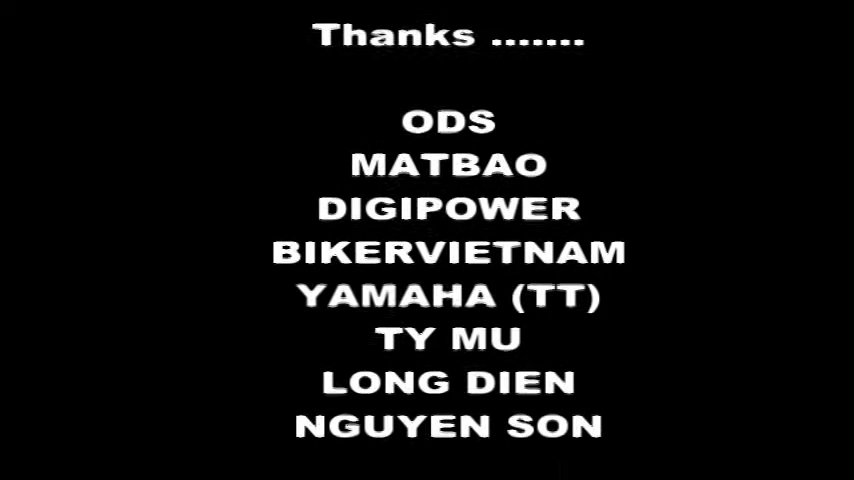 Thanks .......
ODS
MATBAO
DIGIPOWER
BIKERVIETNAM
YAMAHA (TT)
TY MU
LONG DIEN
NGUYEN SON